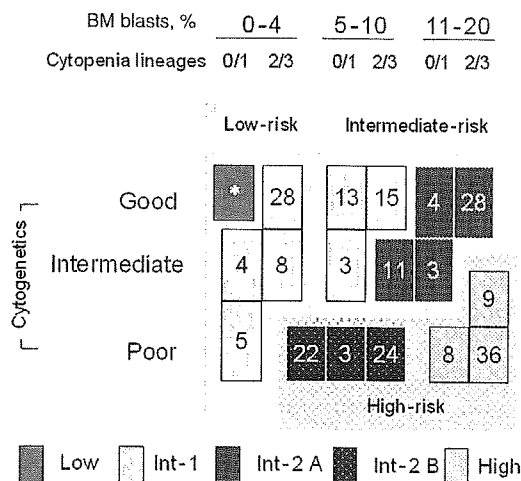 BM blasts, % 0-4 5-10 11-20
Cytopenia lineages 0/1 2/3 0/1 2/3 0/1 2/3
Low-risk Intermediate-risk
Good * 28 13 15 4 28
Cytogenetics
Intermediate 4 8 3 11 3
9
Poor 5 22 3 24 8 36
High-risk
Low Int-1 Int-2 A Int-2 B High